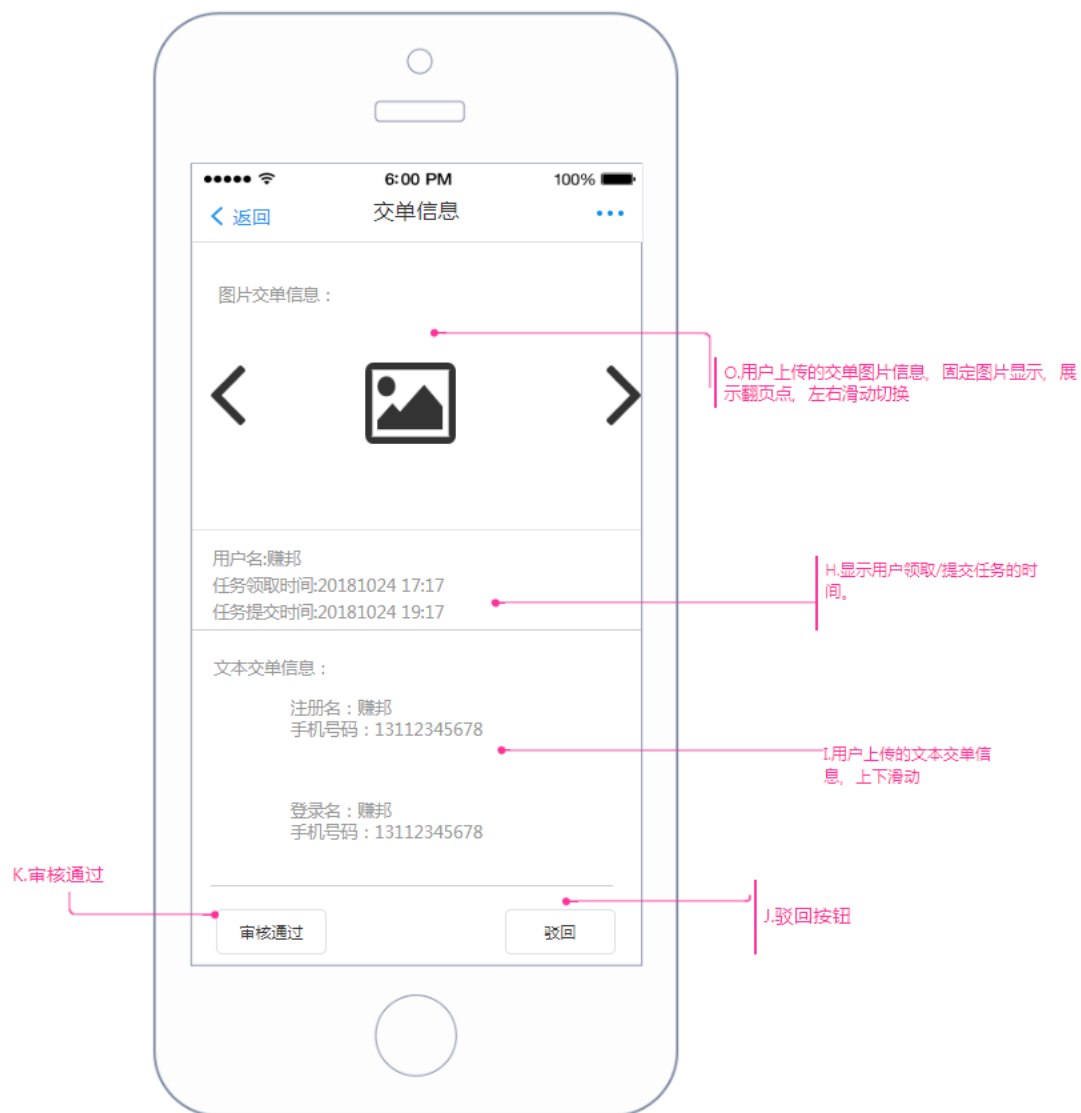 6:00 PM
100%
返回
交单信息
图片交单信息：
O.用户上传的交单图片信息，固定图片显示，展
示翻页点，左右滑动切换
用户名:赚邦
任务领取时间:20181024 17:17
任务提交时间:20181024 19:17
H.显示用户领取/提交任务的时
间。
文本交单信息：
注册名：赚邦
手机号码：13112345678
I.用户上传的文本交单信
息，上下滑动
登录名：赚邦
手机号码：13112345678
K.审核通过
J.驳回按钮
审核通过
驳回